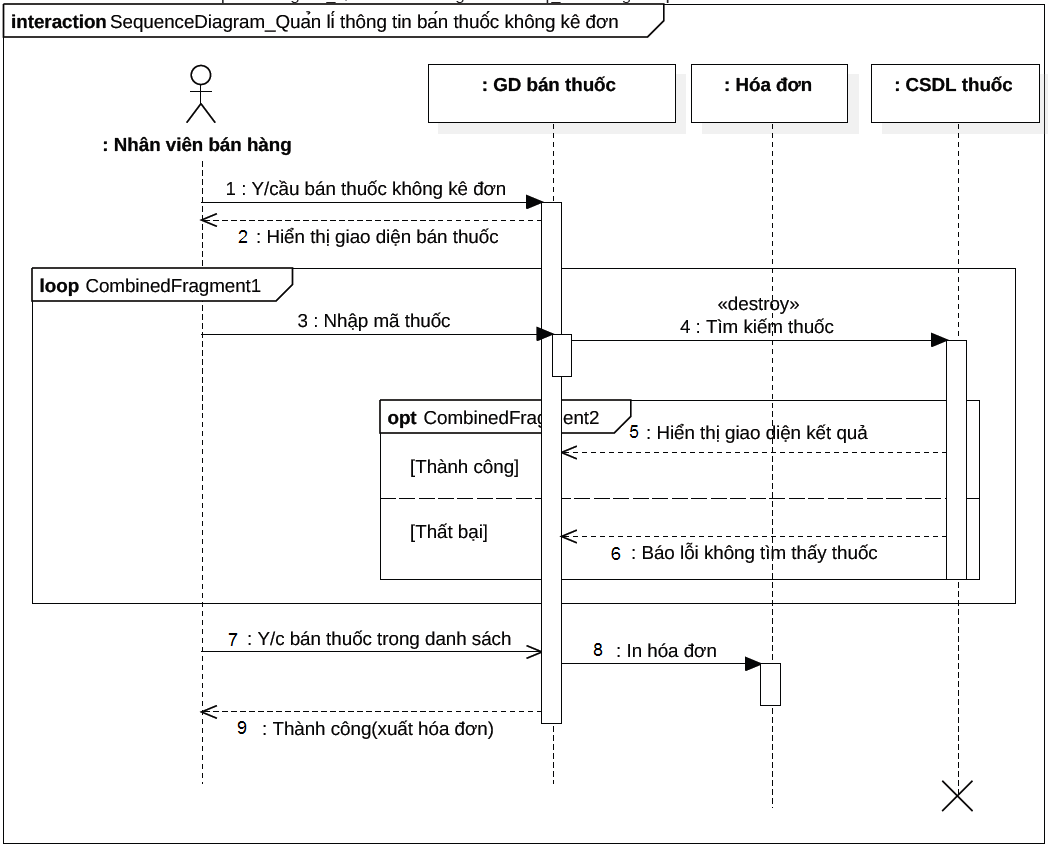 interaction SequenceDiagram_Quản lí thông tin bán thuốc không kê đơn
: GD bán thuốc
: Hóa đơn
: CSDL thuốc
: Nhân viên bán hàng
1 : Y/cầu bán thuốc không kê đơn
2 : Hiển thị giao diện bán thuốc
loop CombinedFragment1
«destroy»
3 : Nhập mã thuốc
4 : Tìm kiếm thuốc
opt CombinedFragment2
5 : Hiển thị giao diện kết quả
[Thành công]
[Thất bại]
6 : Báo lỗi không tìm thấy thuốc
7 : Y/c bán thuốc trong danh sách
8 : In hóa đơn
9 : Thành công(xuất hóa đơn)